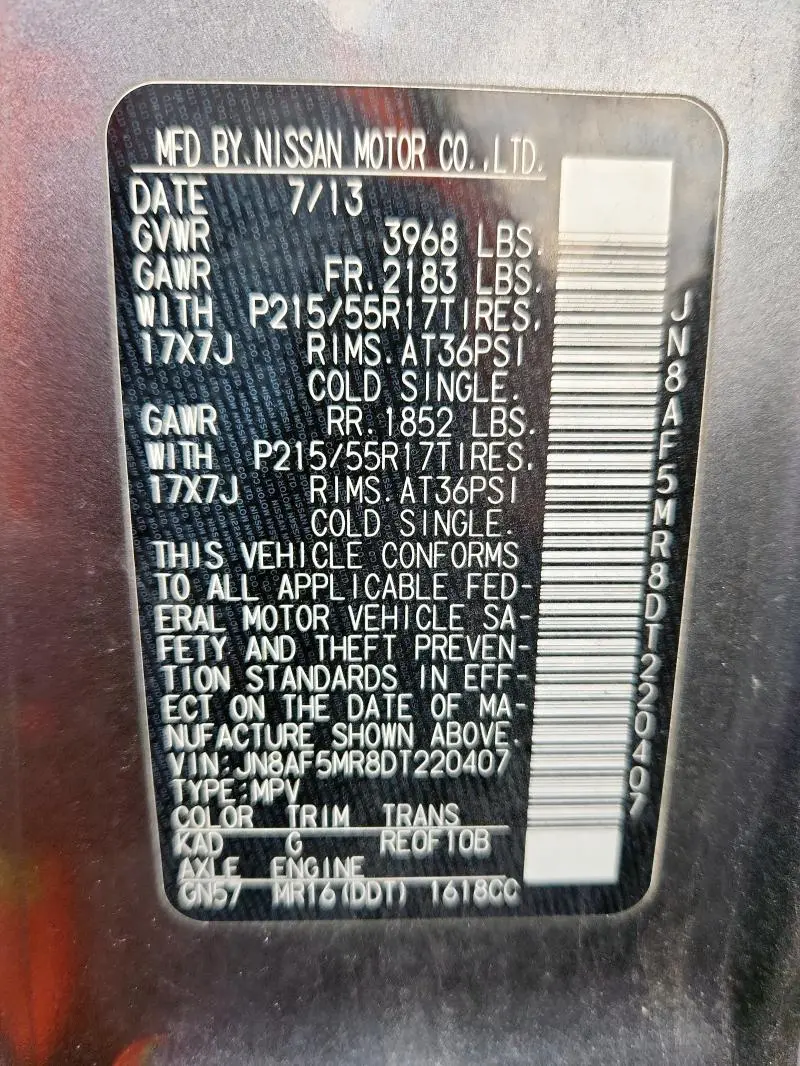 MFD BY.NISSAN MOTOR CO.,LTD.
DATE 7/13
GVWR 3968 LBS.
GAWR FR.2183 LBS.
WITH P215/55R17TIRES.
17X7J RIMS.AT36PSI
COLD SINGLE.
GAWR RR.1852 LBS.
WITH P215/55R17TIRES.
17X7J RIMS.AT36PSI
COLD SINGLE.
THIS VEHICLE CONFORMS
TO ALL APPLICABLE FED-
ERAL MOTOR VEHICLE SA-
FETY AND THEFT PREVEN-
TION STANDARDS IN EFF-
ECT ON THE DATE OF MA-
NUFACTURE SHOWN ABOVE.
VIN:JN8AF5MR8DT220407
TYPE:MPV
COLOR TRIM TRANS
KAD G RE0F10B
AXLE ENGINE
GN57 MR16(DDT) 1618CC
JN8AF5MR8DT220407